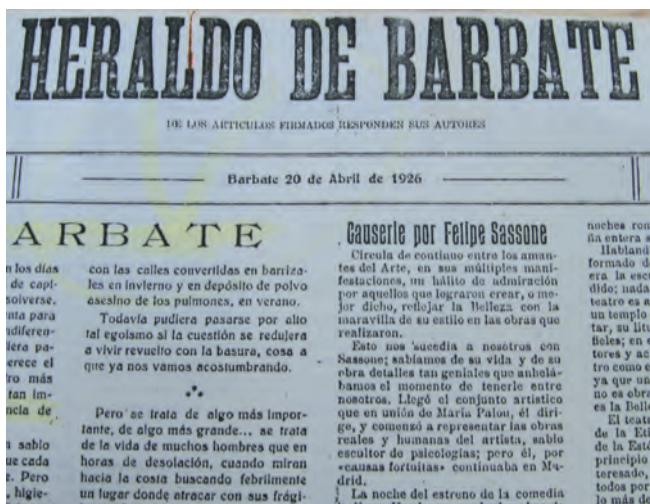 HERALDO DE BARBATE
DE LOS ARTICULOS FIRMADOS RESPONDEN SUS AUTORES
Barbate 20 de Abril de 1926
ARBATE
n los días
de capi-
solverse.
nta para
ndiferen-
iera pa-
erece el
ro más
tan im-
ncia de
a sabio
ue cada
e. Pero
higie-
con las calles convertidas en barriza-
les en invierno y en depósito de polvo
asesino de los pulmones, en verano.
Todavia pudiera pasarse por alto
tal egoismo si la cuestión se redujera
a vivir revuelto con la basura, cosa a
que ya nos vamos acostumbrando.
Pero se trata de algo más impor-
tante, de algo más grande... se trata
de la vida de muchos hombres que en
horas de desolación, cuando miran
hacia la costa buscando febrilmente
un lugar donde atracar con sus frági-
Causerie por Felipe Sassone
Circula de contínuo entre los aman-
tes del Arte, en sus múltiples mani-
festaciones, un hálito de admiración
por aquellos que lograron crear, o me-
jor dicho, reflejar la Belleza con la
maravilla de su estilo en las obras que
realizaron.
Esto nos sucedía a nosotros con
Sassone; sabíamos de su vida y de su
obra detalles tan geniales que anhelá-
bamos el momento de tenerle entre
nosotros. Llegó el conjunto artístico
que en unión de María Palou, él diri-
ge, y comenzó a representar las obras
reales y humanas del artista, sabio
escultor de psicologías; pero él, por
«causas fortuitas» continuaba en Ma-
drid.
La noche del estreno de la comedia
noches ron
ña entera s
Habland
formado d
era la escu
dido; nada
teatro es a
un templo
tar, su litu
fieles; en e
tores y ac
tro como e
ya que un
no es obra
es la Belle
El teat
de la Eti
de la Esté
principio
teresado,
todos por
lo más de